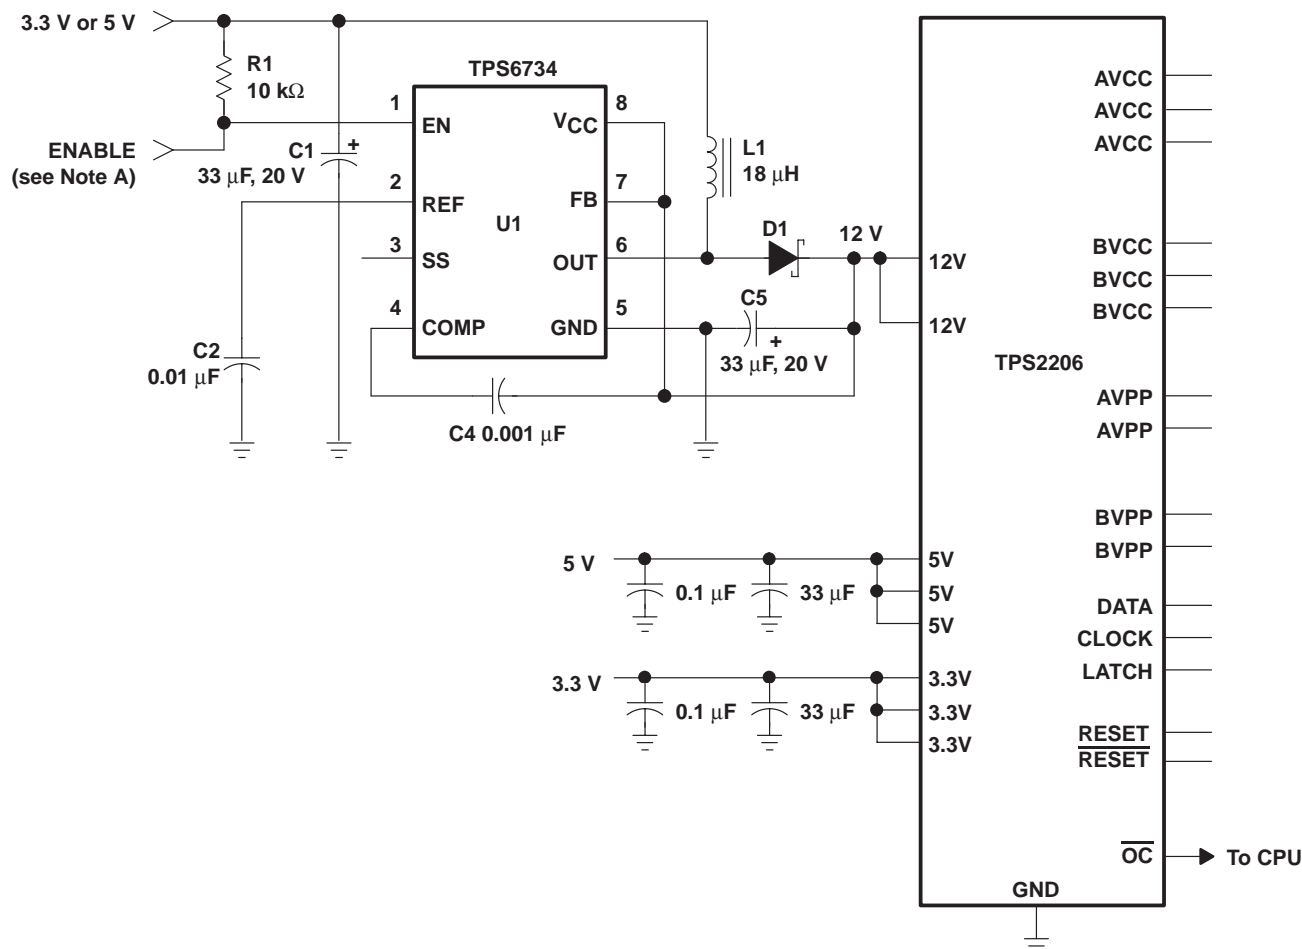 3.3 V or 5 V
R1
10 kΩ
ENABLE
(see Note A)
C1
+
33 μF, 20 V
TPS6734
1
EN
2
REF
3
SS
4
COMP
U1
8
VCC
7
FB
6
OUT
5
GND
C2
0.01 μF
C4 0.001 μF
L1
18 μH
D1
12 V
C5
+
33 μF, 20 V
12V
12V
TPS2206
AVCC
AVCC
AVCC
BVCC
BVCC
BVCC
AVPP
AVPP
BVPP
BVPP
5 V
0.1 μF
33 μF
5V
5V
5V
DATA
CLOCK
LATCH
3.3 V
0.1 μF
33 μF
3.3V
3.3V
3.3V
RESET
RESET
OC
To CPU
GND